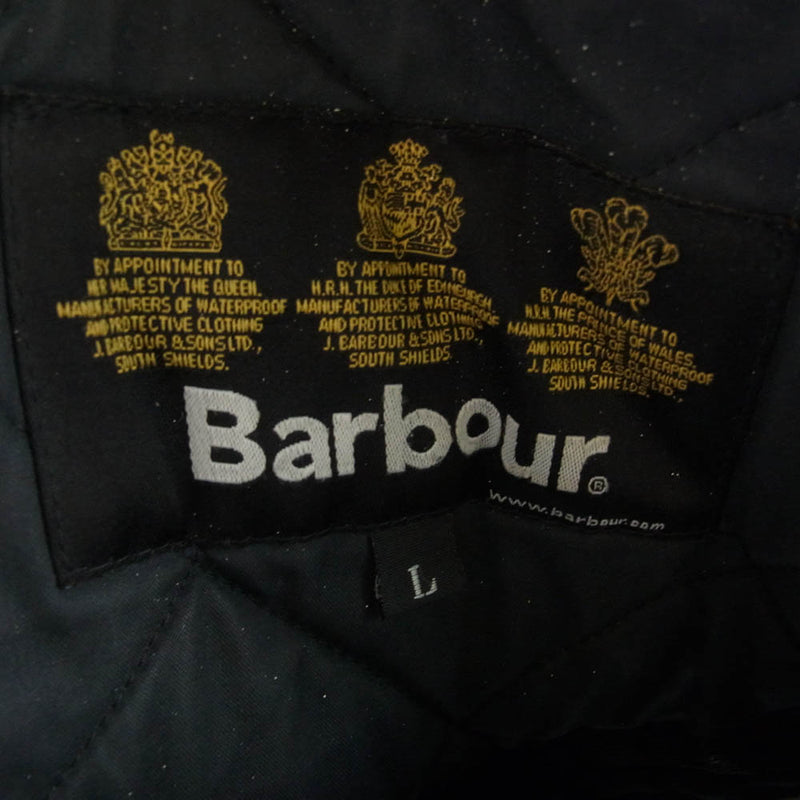 BY APPOINTMENT TO
HER MAJESTY THE QUEEN.
MANUFACTURERS OF WATERPROOF
AND PROTECTIVE CLOTHING
J. BARBOUR & SONS LTD.,
SOUTH SHIELDS.
BY APPOINTMENT TO
H.R.H. THE DUKE OF EDINBURGH.
MANUFACTURERS OF WATERPROOF
AND PROTECTIVE CLOTHING
J. BARBOUR & SONS LTD.,
SOUTH SHIELDS.
BY APPOINTMENT TO
H.R.H. THE PRINCE OF WALES.
MANUFACTURERS OF WATERPROOF
AND PROTECTIVE CLOTHING
J. BARBOUR & SONS LTD.,
SOUTH SHIELDS.
Barbour®
www.barbour.com
L